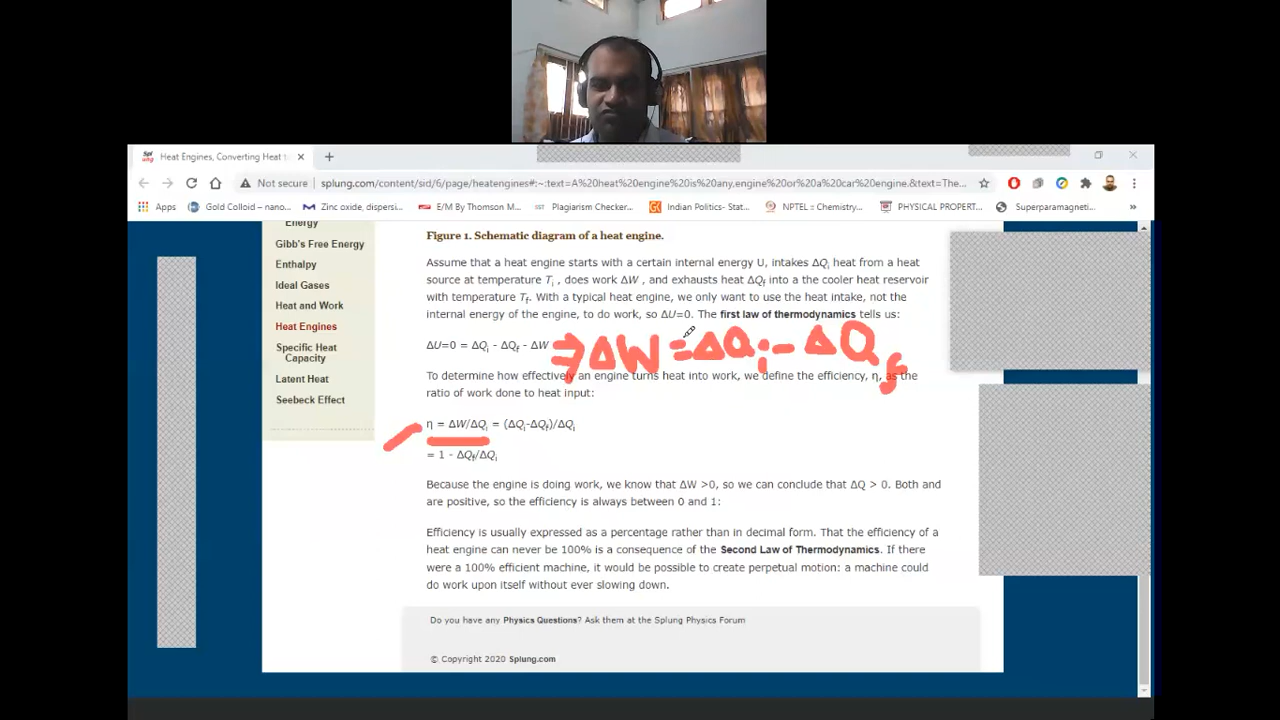 Heat Engines, Converting Heat t
Not secure splung.com/content/sid/6/page/heatengines#:~:text=A%20heat%20engine%20is%20any,engine%20or%20a%20car%20engine.&text=The...
Apps Gold Colloid – nano... Zinc oxide, dispersi... E/M By Thomson M... Plagiarism Checker... Indian Politics- Stat... NPTEL :: Chemistry... PHYSICAL PROPERT... Superparamagneti... »
Energy
Gibb's Free Energy
Enthalpy
Ideal Gases
Heat and Work
Heat Engines
Specific Heat
Capacity
Latent Heat
Seebeck Effect
Figure 1. Schematic diagram of a heat engine.
Assume that a heat engine starts with a certain internal energy U, intakes ΔQi heat from a heat
source at temperature Ti , does work ΔW , and exhausts heat ΔQf into a cooler heat reservoir
with temperature Tf. With a typical heat engine, we only want to use the heat intake, not the
internal energy of the engine, to do work, so ΔU=0. The first law of thermodynamics tells us:
ΔU=0 = ΔQi - ΔQf - ΔW ⇒ ΔW = ΔQi - ΔQf
To determine how effectively an engine turns heat into work, we define the efficiency, η, as the
ratio of work done to heat input:
η = ΔW/ΔQi = (ΔQi-ΔQf)/ΔQi
= 1 - ΔQf/ΔQi
Because the engine is doing work, we know that ΔW >0, so we can conclude that ΔQ > 0. Both and
are positive, so the efficiency is always between 0 and 1:
Efficiency is usually expressed as a percentage rather than in decimal form. That the efficiency of a
heat engine can never be 100% is a consequence of the Second Law of Thermodynamics. If there
were a 100% efficient machine, it would be possible to create perpetual motion: a machine could
do work upon itself without ever slowing down.
Do you have any Physics Questions? Ask them at the Splung Physics Forum
© Copyright 2020 Splung.com